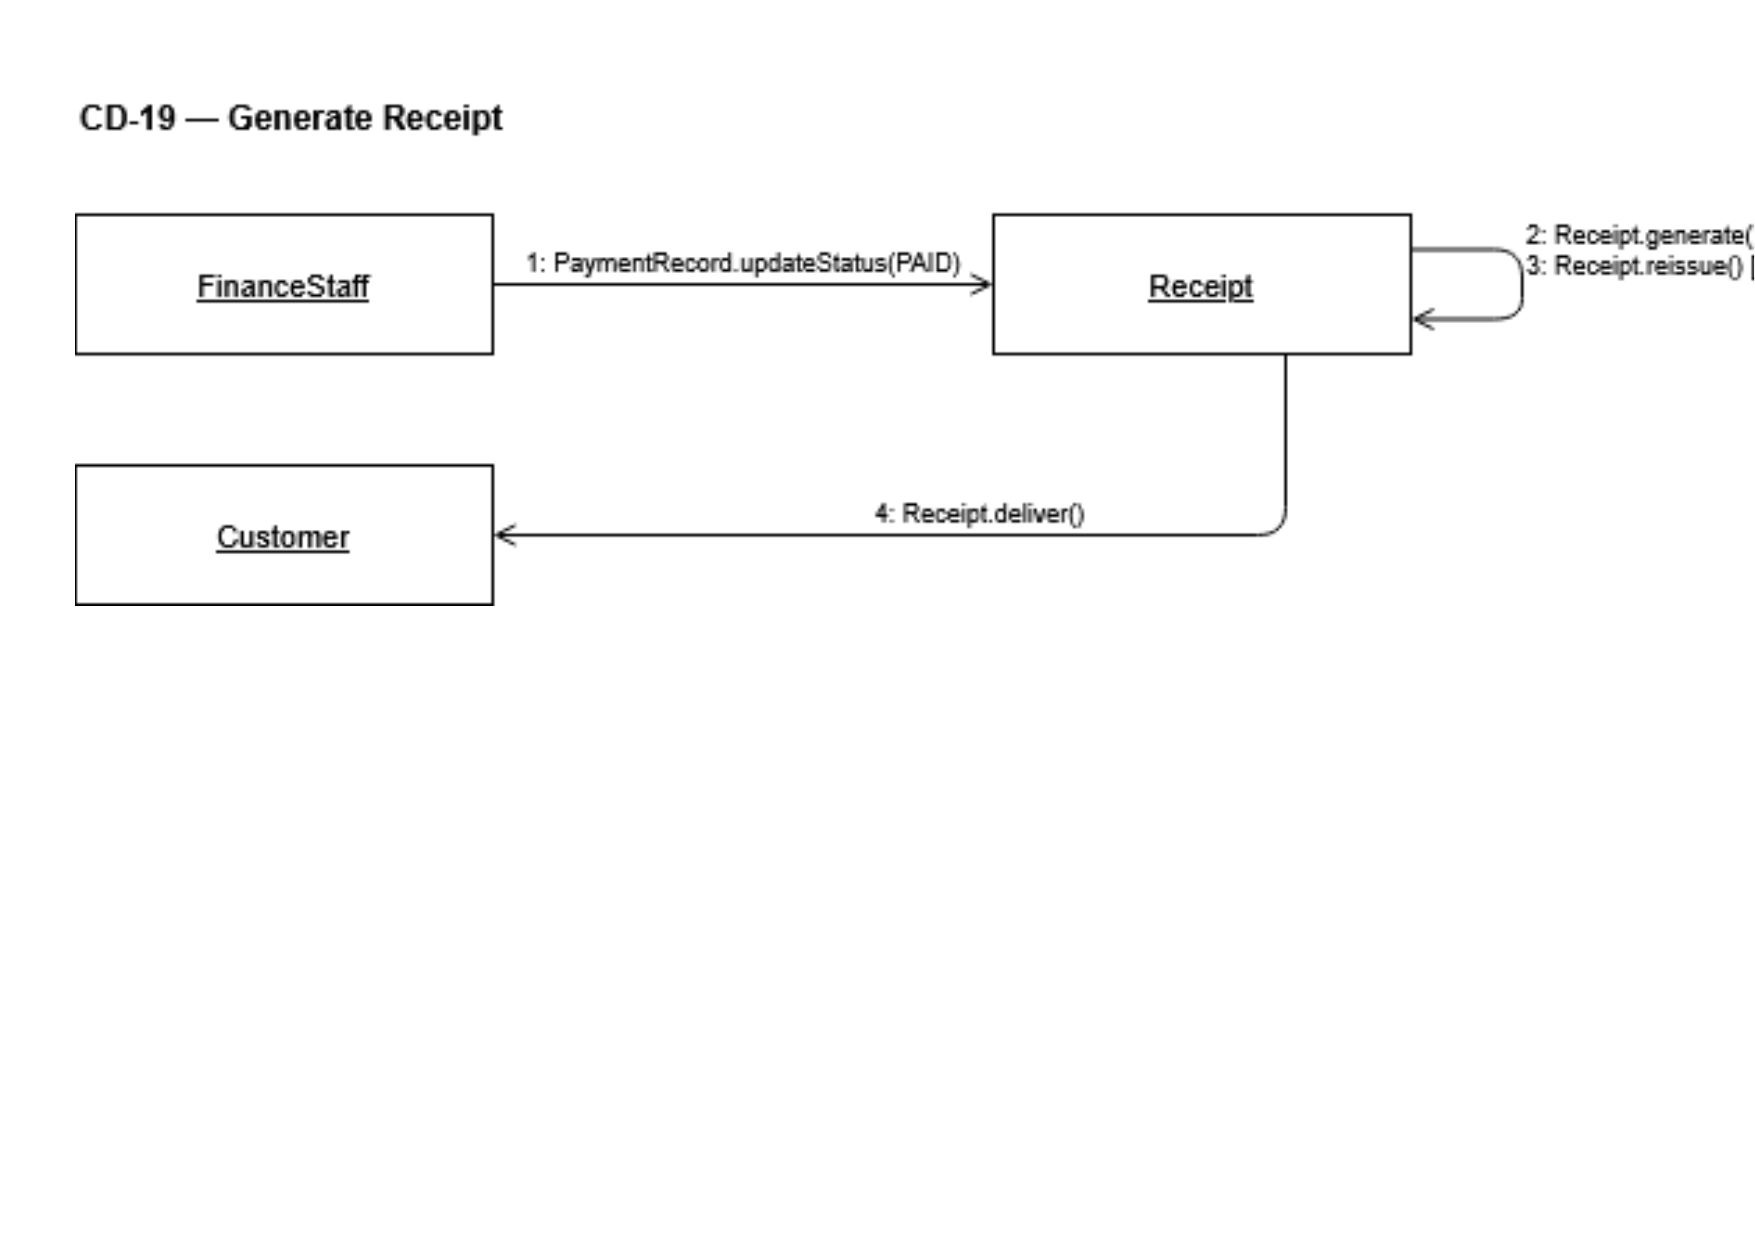 CD-19 — Generate Receipt
FinanceStaff
1: PaymentRecord.updateStatus(PAID)
Receipt
2: Receipt.generate(
3: Receipt.reissue() [
Customer
4: Receipt.deliver()